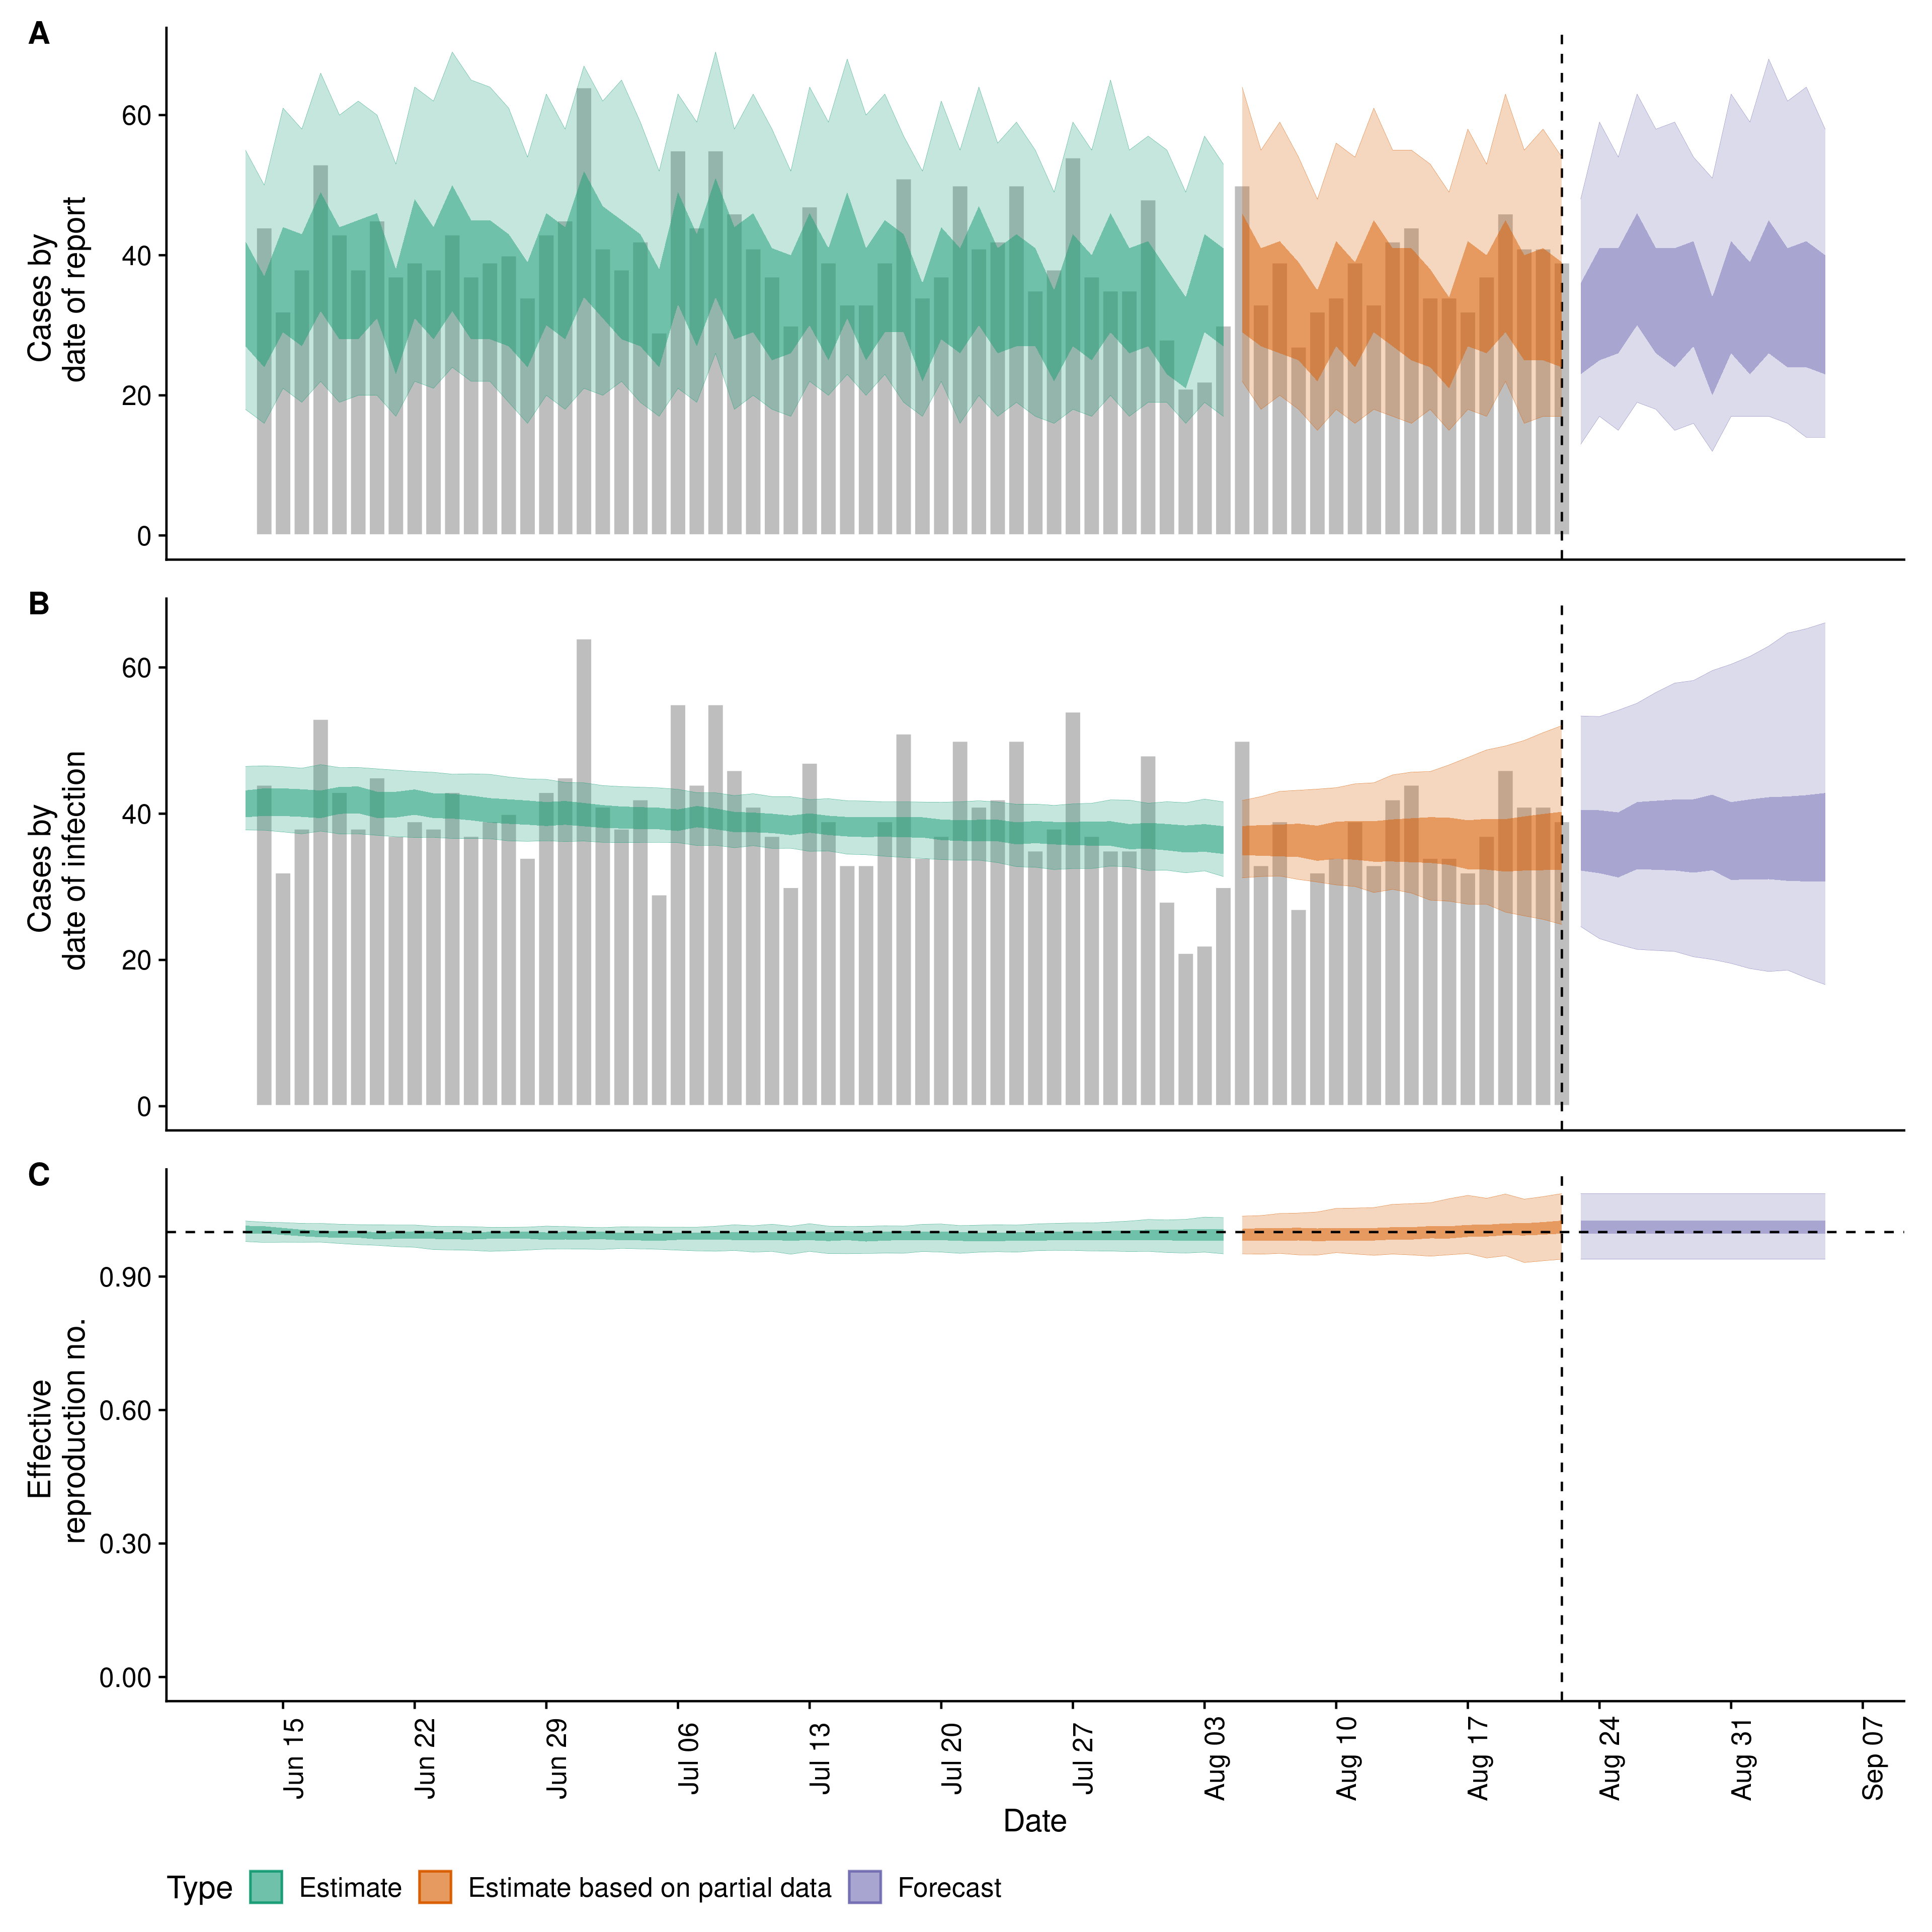 A
Cases by
date of report
60
40
20
0
B
Cases by
date of infection
60
40
20
0
C
Effective
reproduction no.
0.90
0.60
0.30
0.00
Jun 15
Jun 22
Jun 29
Jul 06
Jul 13
Jul 20
Jul 27
Aug 03
Aug 10
Aug 17
Aug 24
Aug 31
Sep 07
Date
Type Estimate Estimate based on partial data Forecast